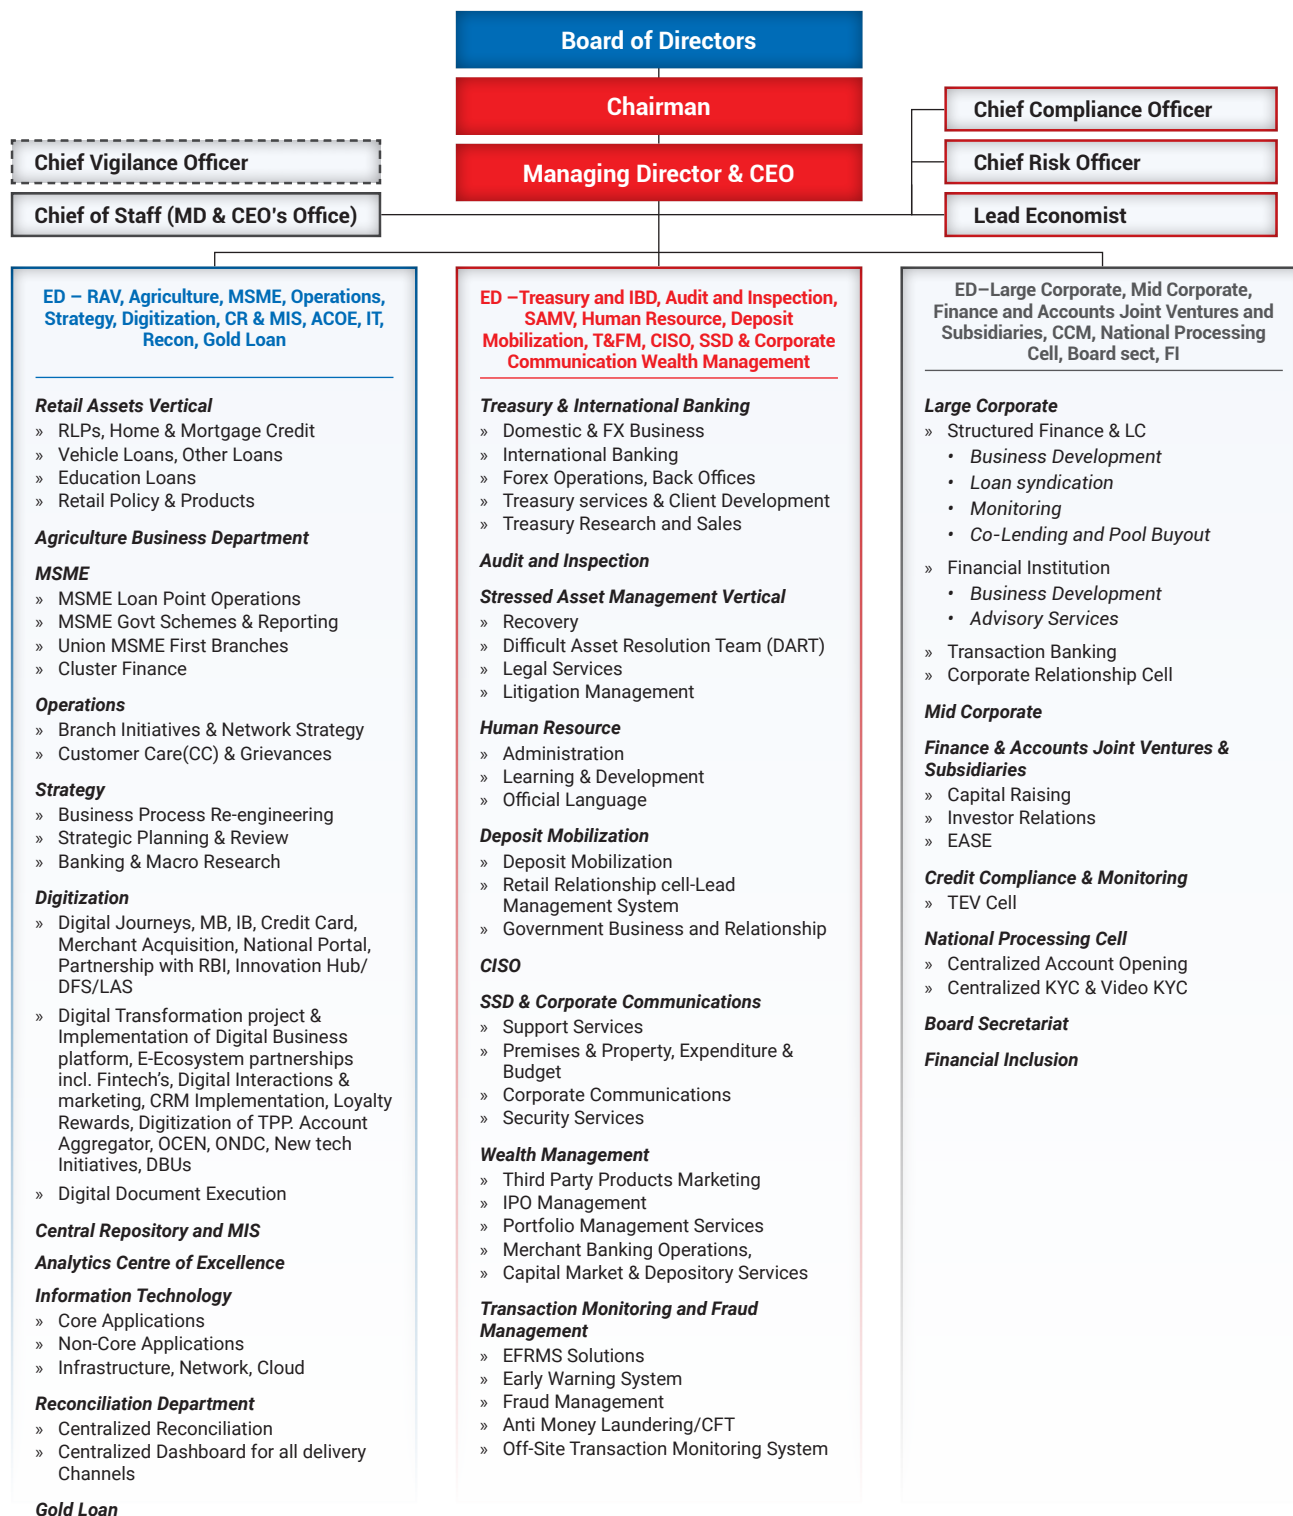 Board of Directors
Chairman
Managing Director & CEO
Chief Compliance Officer
Chief Risk Officer
Lead Economist
Chief Vigilance Officer
Chief of Staff (MD & CEO's Office)
ED – RAV, Agriculture, MSME, Operations,
Strategy, Digitization, CR & MIS, ACOE, IT,
Recon, Gold Loan
Retail Assets Vertical
» RLPs, Home & Mortgage Credit
» Vehicle Loans, Other Loans
» Education Loans
» Retail Policy & Products
Agriculture Business Department
MSME
» MSME Loan Point Operations
» MSME Govt Schemes & Reporting
» Union MSME First Branches
» Cluster Finance
Operations
» Branch Initiatives & Network Strategy
» Customer Care(CC) & Grievances
Strategy
» Business Process Re-engineering
» Strategic Planning & Review
» Banking & Macro Research
Digitization
» Digital Journeys, MB, IB, Credit Card,
Merchant Acquisition, National Portal,
Partnership with RBI, Innovation Hub/
DFS/LAS
» Digital Transformation project &
Implementation of Digital Business
platform, E-Ecosystem partnerships
incl. Fintech's, Digital Interactions &
marketing, CRM Implementation, Loyalty
Rewards, Digitization of TPP. Account
Aggregator, OCEN, ONDC, New tech
Initiatives, DBUs
» Digital Document Execution
Central Repository and MIS
Analytics Centre of Excellence
Information Technology
» Core Applications
» Non-Core Applications
» Infrastructure, Network, Cloud
Reconciliation Department
» Centralized Reconciliation
» Centralized Dashboard for all delivery
Channels
Gold Loan
ED –Treasury and IBD, Audit and Inspection,
SAMV, Human Resource, Deposit
Mobilization, T&FM, CISO, SSD & Corporate
Communication Wealth Management
Treasury & International Banking
» Domestic & FX Business
» International Banking
» Forex Operations, Back Offices
» Treasury services & Client Development
» Treasury Research and Sales
Audit and Inspection
Stressed Asset Management Vertical
» Recovery
» Difficult Asset Resolution Team (DART)
» Legal Services
» Litigation Management
Human Resource
» Administration
» Learning & Development
» Official Language
Deposit Mobilization
» Deposit Mobilization
» Retail Relationship cell-Lead
Management System
» Government Business and Relationship
CISO
SSD & Corporate Communications
» Support Services
» Premises & Property, Expenditure &
Budget
» Corporate Communications
» Security Services
Wealth Management
» Third Party Products Marketing
» IPO Management
» Portfolio Management Services
» Merchant Banking Operations,
» Capital Market & Depository Services
Transaction Monitoring and Fraud
Management
» EFRMS Solutions
» Early Warning System
» Fraud Management
» Anti Money Laundering/CFT
» Off-Site Transaction Monitoring System
ED–Large Corporate, Mid Corporate,
Finance and Accounts Joint Ventures and
Subsidiaries, CCM, National Processing
Cell, Board sect, FI
Large Corporate
» Structured Finance & LC
• Business Development
• Loan syndication
• Monitoring
• Co-Lending and Pool Buyout
» Financial Institution
• Business Development
• Advisory Services
» Transaction Banking
» Corporate Relationship Cell
Mid Corporate
Finance & Accounts Joint Ventures &
Subsidiaries
» Capital Raising
» Investor Relations
» EASE
Credit Compliance & Monitoring
» TEV Cell
National Processing Cell
» Centralized Account Opening
» Centralized KYC & Video KYC
Board Secretariat
Financial Inclusion